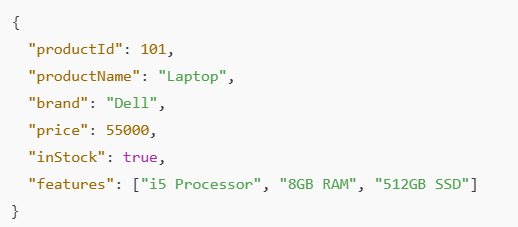 {
"productId": 101,
"productName": "Laptop",
"brand": "Dell",
"price": 55000,
"inStock": true,
"features": ["i5 Processor", "8GB RAM", "512GB SSD"]
}